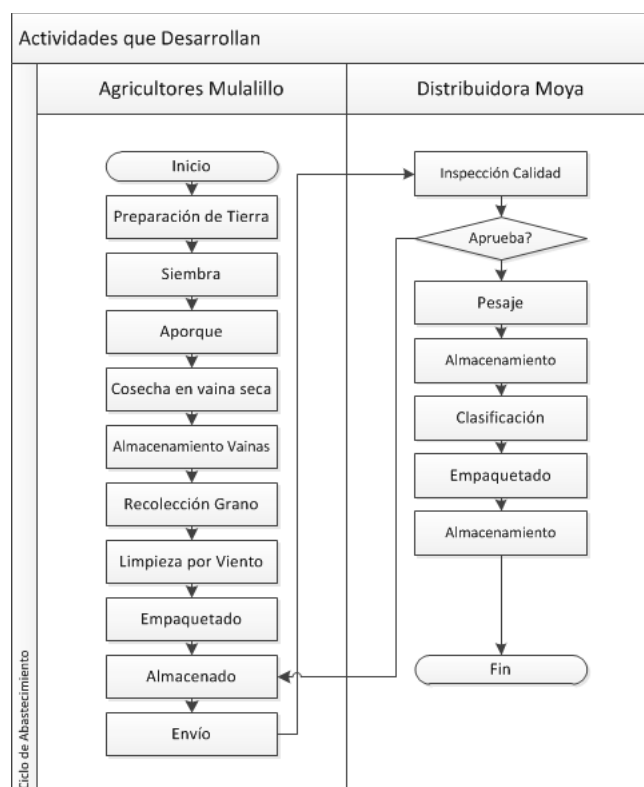 Actividades que Desarrollan
Agricultores Mulalillo
Distribuidora Moya
Inicio
Preparación de Tierra
Siembra
Aporque
Cosecha en vaina seca
Almacenamiento Vainas
Recolección Grano
Limpieza por Viento
Empaquetado
Almacenado
Envío
Inspección Calidad
Aprueba?
Pesaje
Almacenamiento
Clasificación
Empaquetado
Almacenamiento
Fin
Ciclo de Abastecimiento